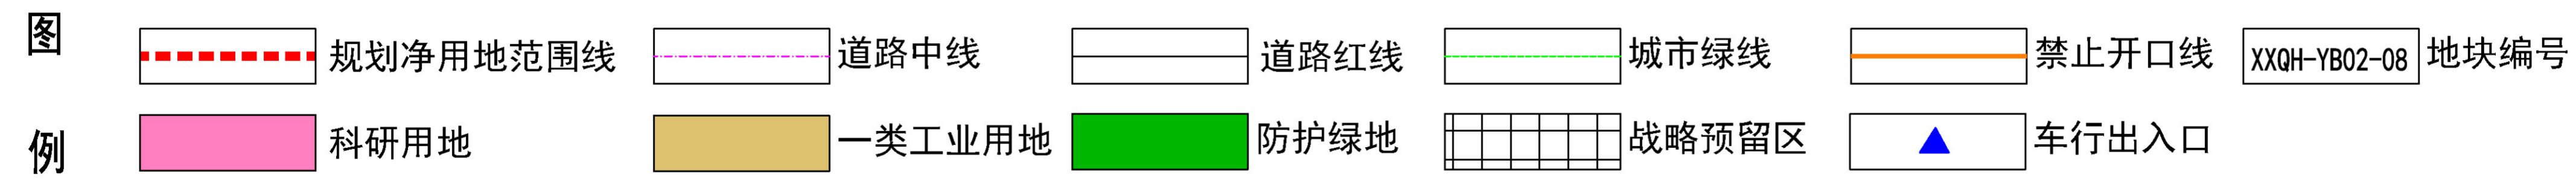 图
规划净用地范围线 道路中线 道路红线 城市绿线 禁止开口线 XXQH-YB02-08 地块编号
例
科研用地 一类工业用地 防护绿地 战略预留区 车行出入口